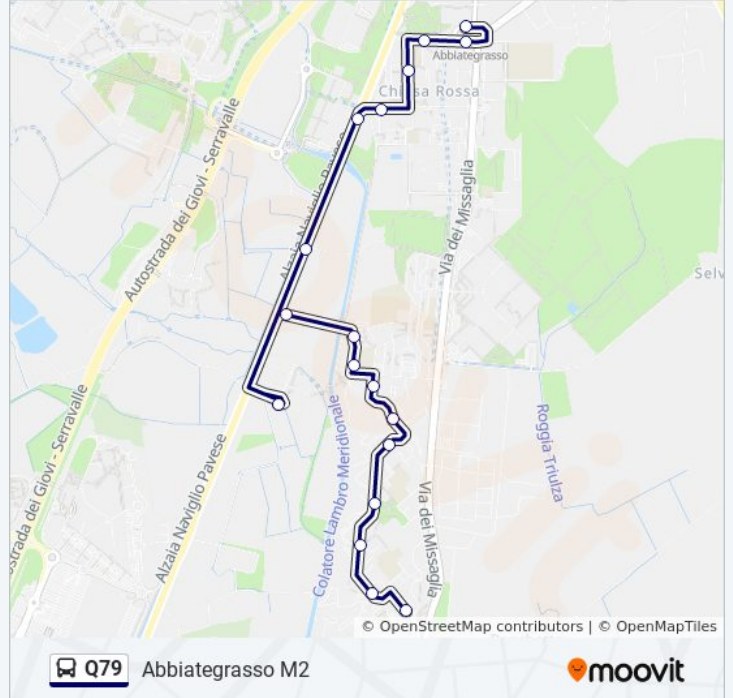 Abbiategrasso
Chiesa Rossa
Autostrada dei Giovi - Serravalle
Alzaia Naviglio Pavese
Via dei Missaglia
Selv
ostrada dei Giovi - Serravalle
Alzaia Naviglio Pavese
Colatore Lambro Meridionale
Via dei Missaglia
Roggia Triulza
© OpenStreetMap contributors | © OpenMapTiles
Q79 Abbiategrasso M2
moovit